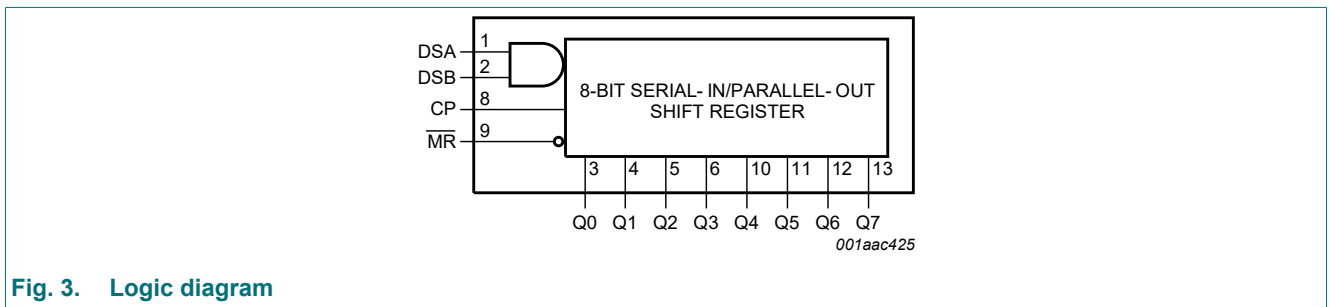 DSA 1
DSB 2
CP 8
MR 9
8-BIT SERIAL- IN/PARALLEL- OUT
SHIFT REGISTER
3 4 5 6 10 11 12 13
Q0 Q1 Q2 Q3 Q4 Q5 Q6 Q7
001aac425
Fig. 3. Logic diagram